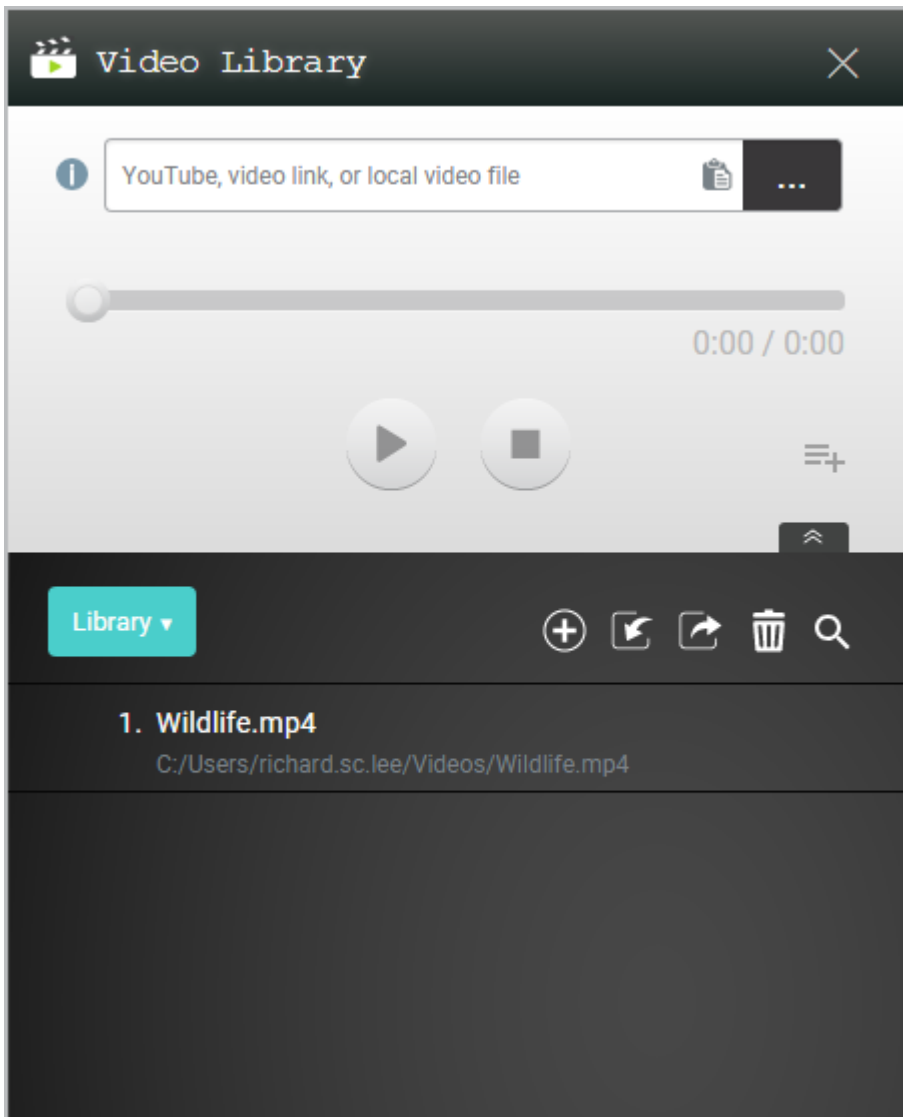 Video Library
YouTube, video link, or local video file
...
0:00 / 0:00
Library ▾
1. Wildlife.mp4
C:/Users/richard.sc.lee/Videos/Wildlife.mp4